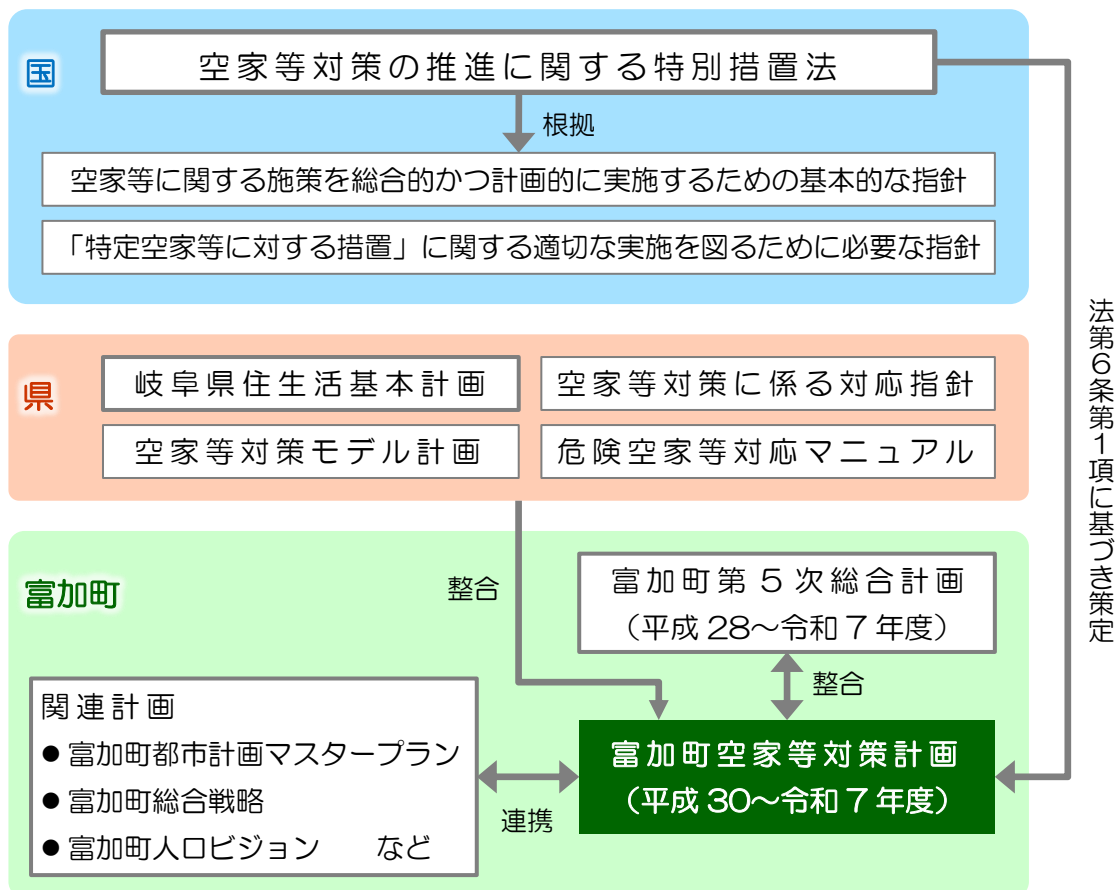 国
空家等対策の推進に関する特別措置法
根拠
空家等に関する施策を総合的かつ計画的に実施するための基本的な指針
「特定空家等に対する措置」に関する適切な実施を図るために必要な指針
法第6条第1項に基づき策定
県
岐阜県住生活基本計画
空家等対策に係る対応指針
空家等対策モデル計画
危険空家等対応マニュアル
富加町
整合
富加町第5次総合計画
(平成28~令和7年度)
整合
関連計画
●富加町都市計画マスタープラン
●富加町総合戦略
●富加町人口ビジョン など
連携
富加町空家等対策計画
(平成30~令和7年度)